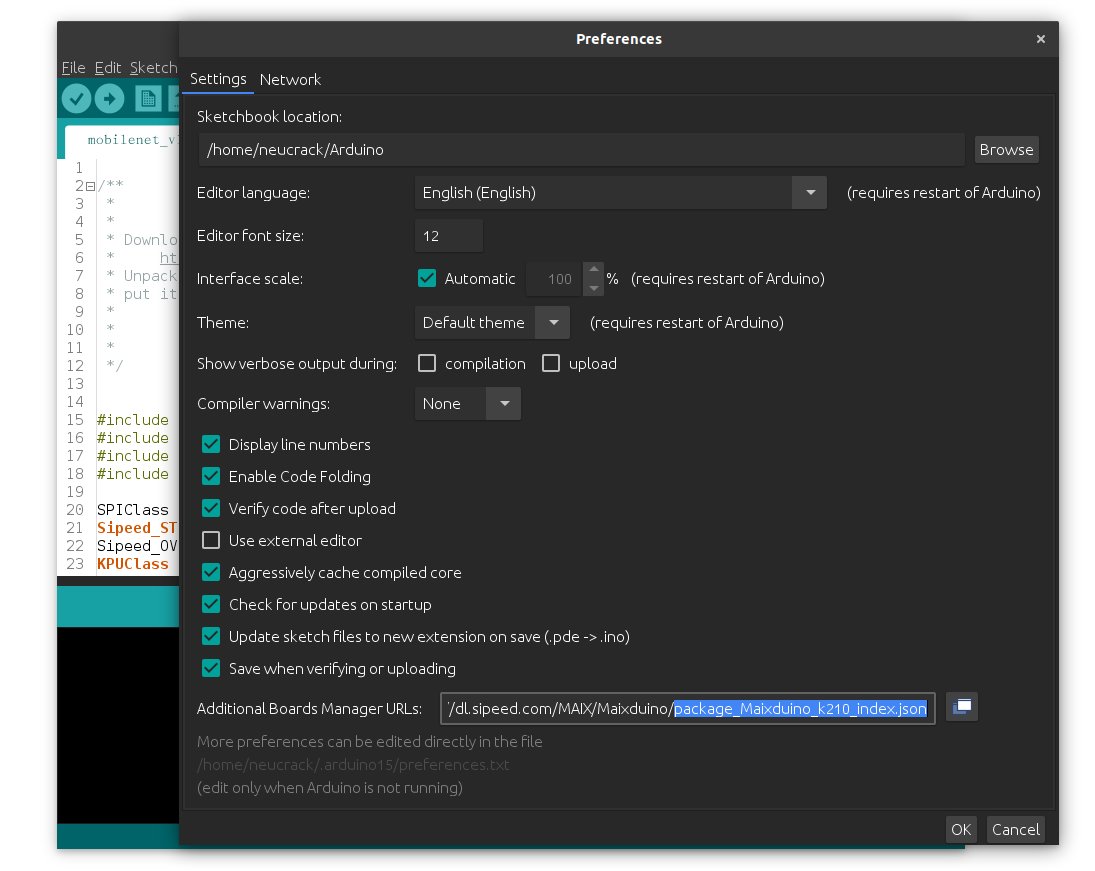 Preferences
×
File Edit Sketch
Settings Network
Sketchbook location:
/home/neucrack/Arduino Browse
Editor language: English (English) (requires restart of Arduino)
Editor font size: 12
Interface scale: Automatic 100 % (requires restart of Arduino)
Theme: Default theme (requires restart of Arduino)
Show verbose output during: compilation upload
Compiler warnings: None
Display line numbers
Enable Code Folding
Verify code after upload
Use external editor
Aggressively cache compiled core
Check for updates on startup
Update sketch files to new extension on save (.pde -> .ino)
Save when verifying or uploading
Additional Boards Manager URLs: /dl.sipeed.com/MAIX/Maixduino/package_Maixduino_k210_index.json
More preferences can be edited directly in the file
/home/neucrack/.arduino15/preferences.txt
(edit only when Arduino is not running)
OK Cancel
mobilenet_v
1
2 /**
3 *
4 *
5 * Downlo
6 * ht
7 * Unpack
8 * put it
9 *
10 *
11 *
12 */
13
14
15 #include
16 #include
17 #include
18 #include
19
20 SPIClass
21 Sipeed_ST
22 Sipeed_OV
23 KPUClass